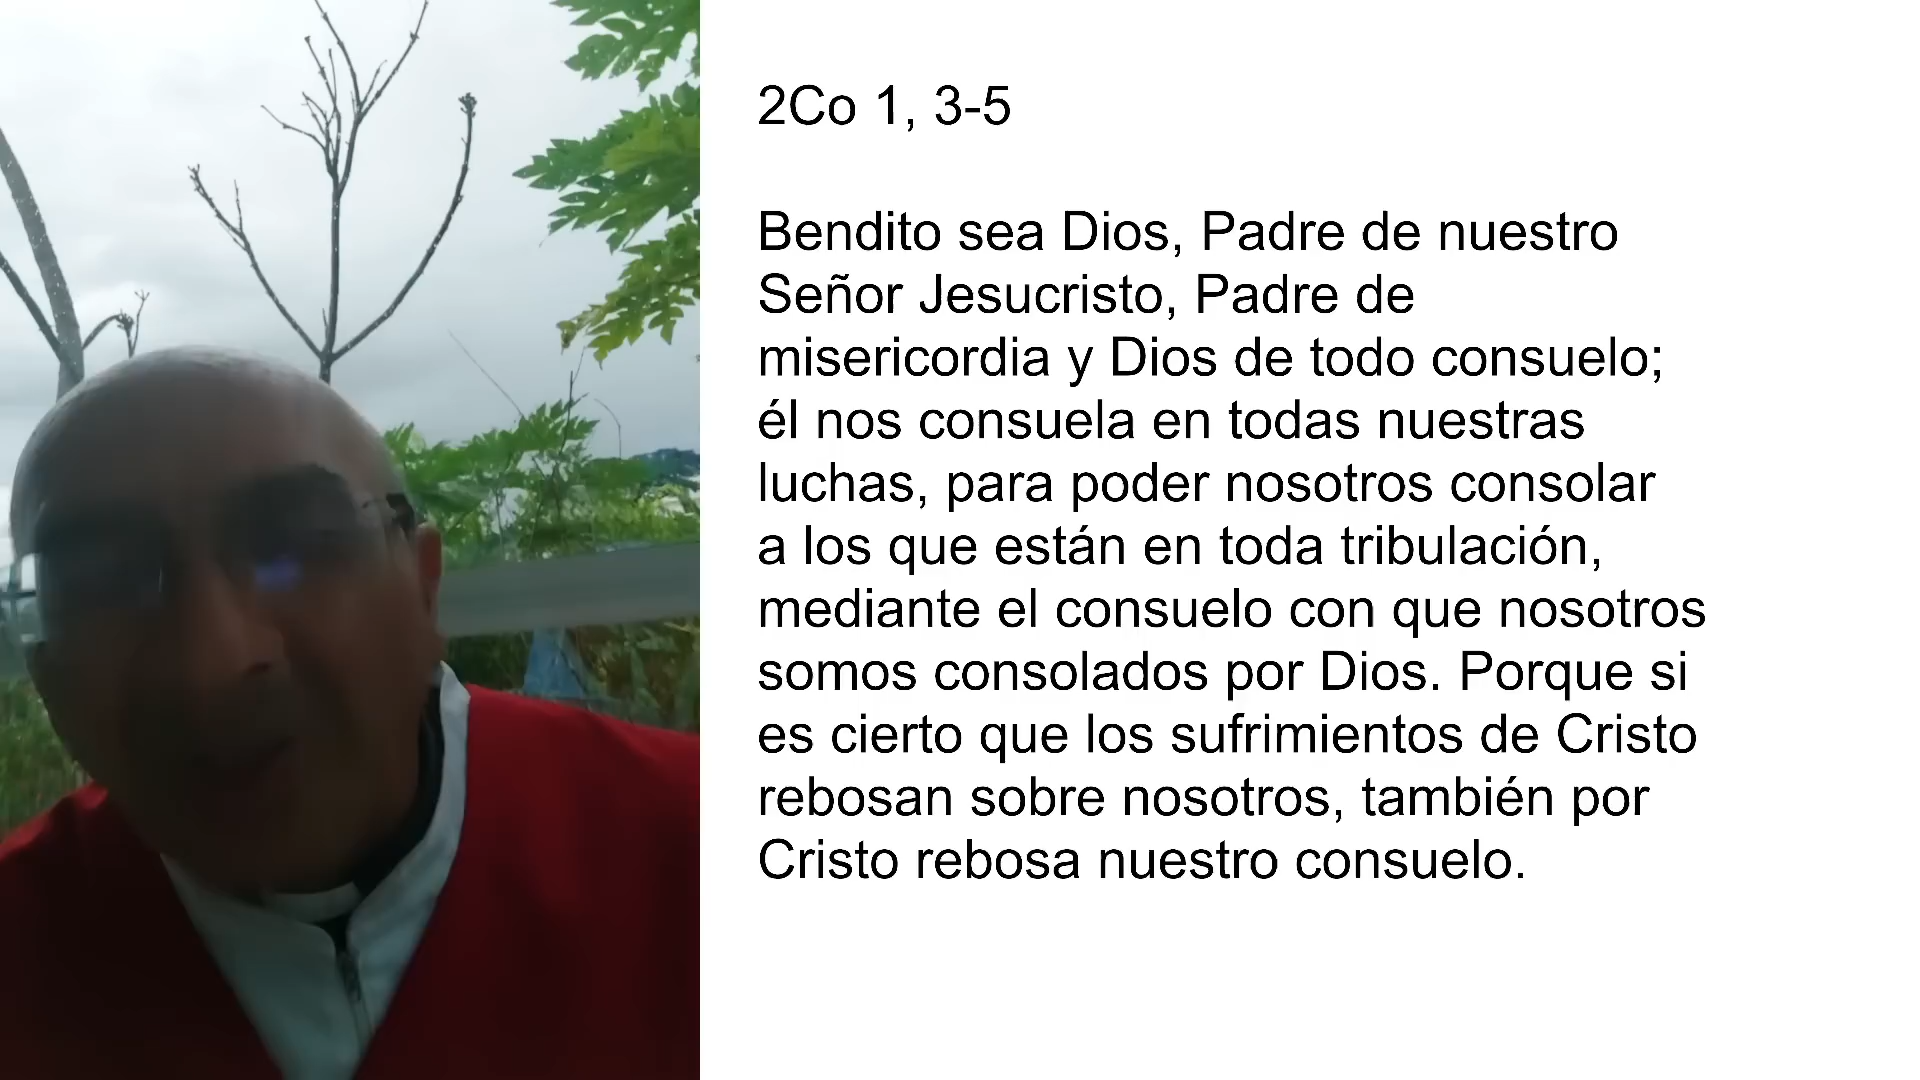 2Co 1, 3-5
Bendito sea Dios, Padre de nuestro
Señor Jesucristo, Padre de
misericordia y Dios de todo consuelo;
él nos consuela en todas nuestras
luchas, para poder nosotros consolar
a los que están en toda tribulación,
mediante el consuelo con que nosotros
somos consolados por Dios. Porque si
es cierto que los sufrimientos de Cristo
rebosan sobre nosotros, también por
Cristo rebosa nuestro consuelo.